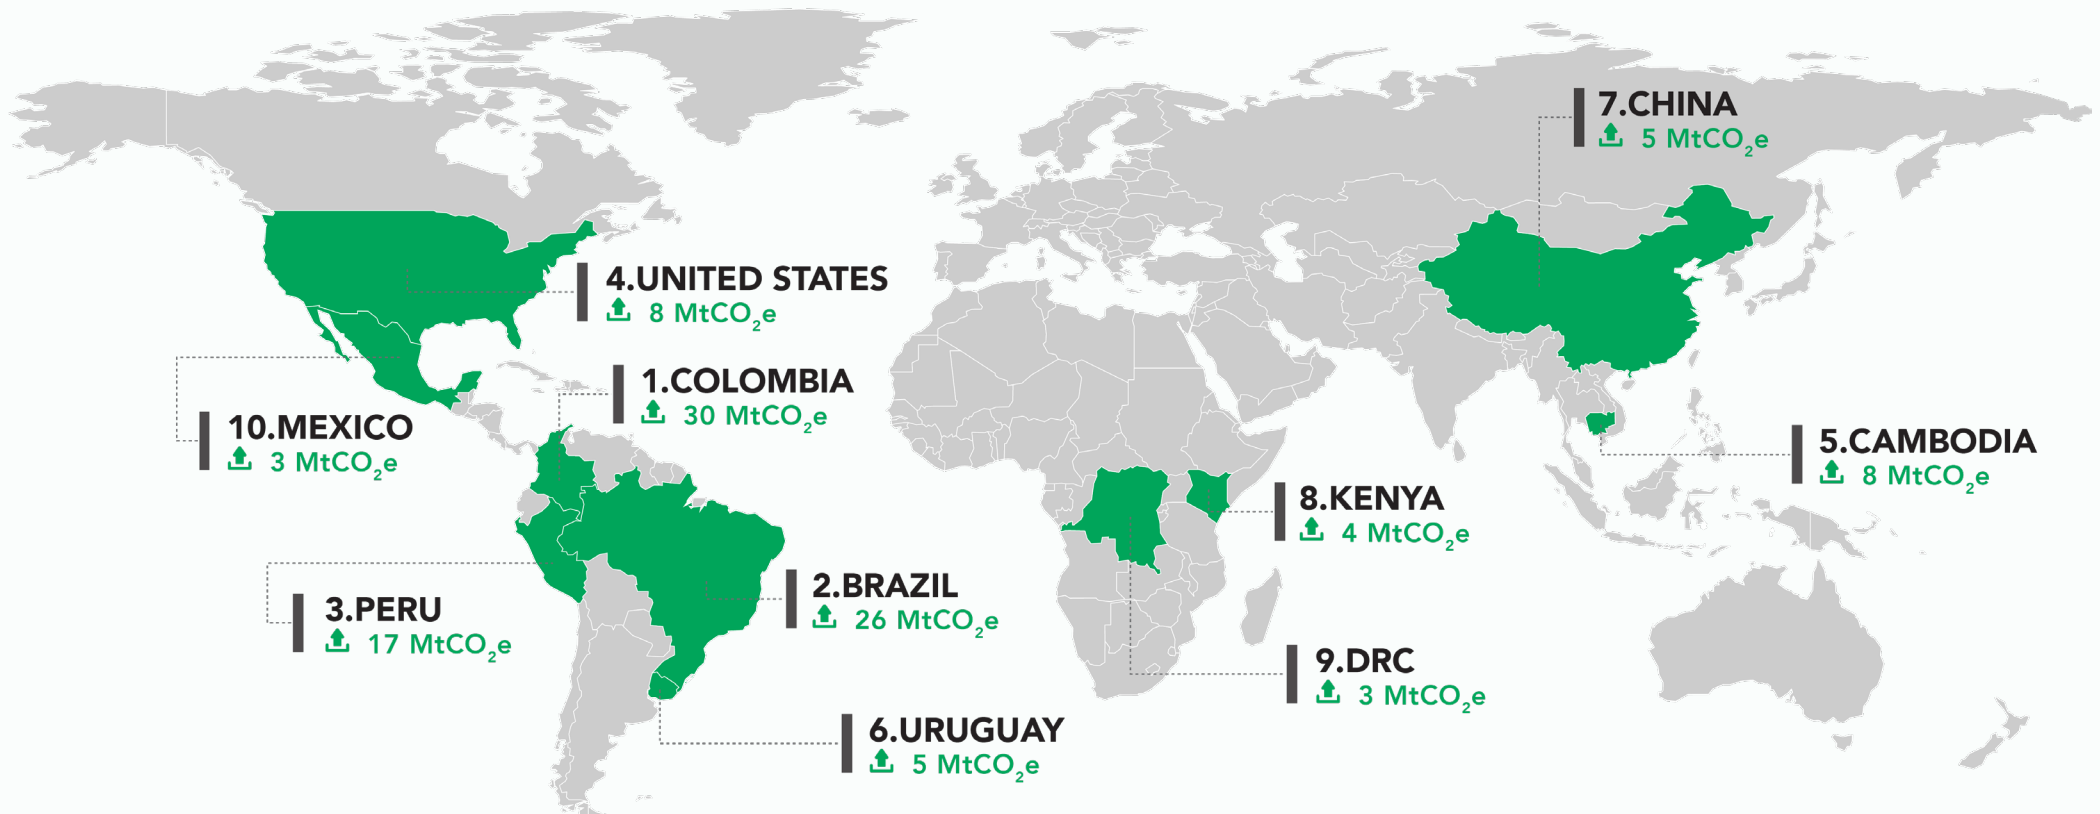 7.CHINA
5 MtCO₂e
4.UNITED STATES
8 MtCO₂e
1.COLOMBIA
30 MtCO₂e
10.MEXICO
3 MtCO₂e
5.CAMBODIA
8 MtCO₂e
8.KENYA
4 MtCO₂e
2.BRAZIL
26 MtCO₂e
3.PERU
17 MtCO₂e
9.DRC
3 MtCO₂e
6.URUGUAY
5 MtCO₂e